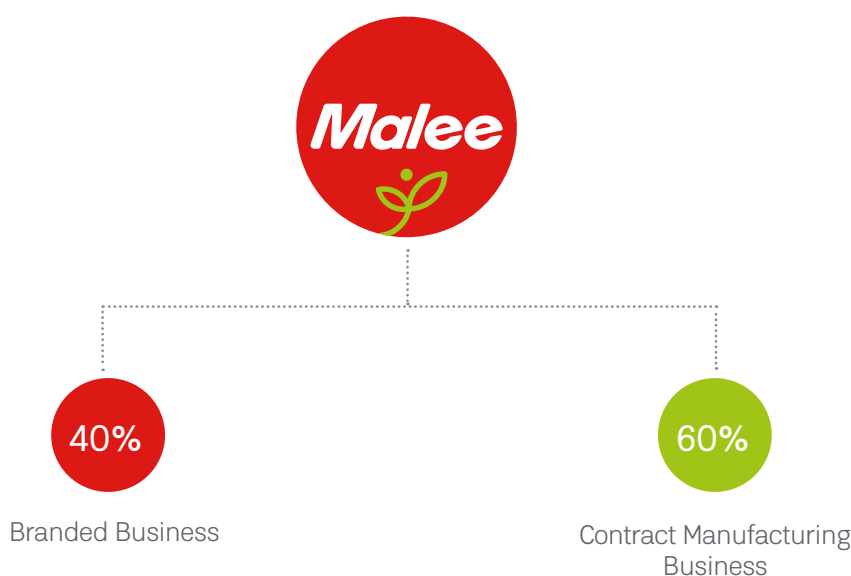 Malee
40%
60%
Branded Business
Contract Manufacturing
Business